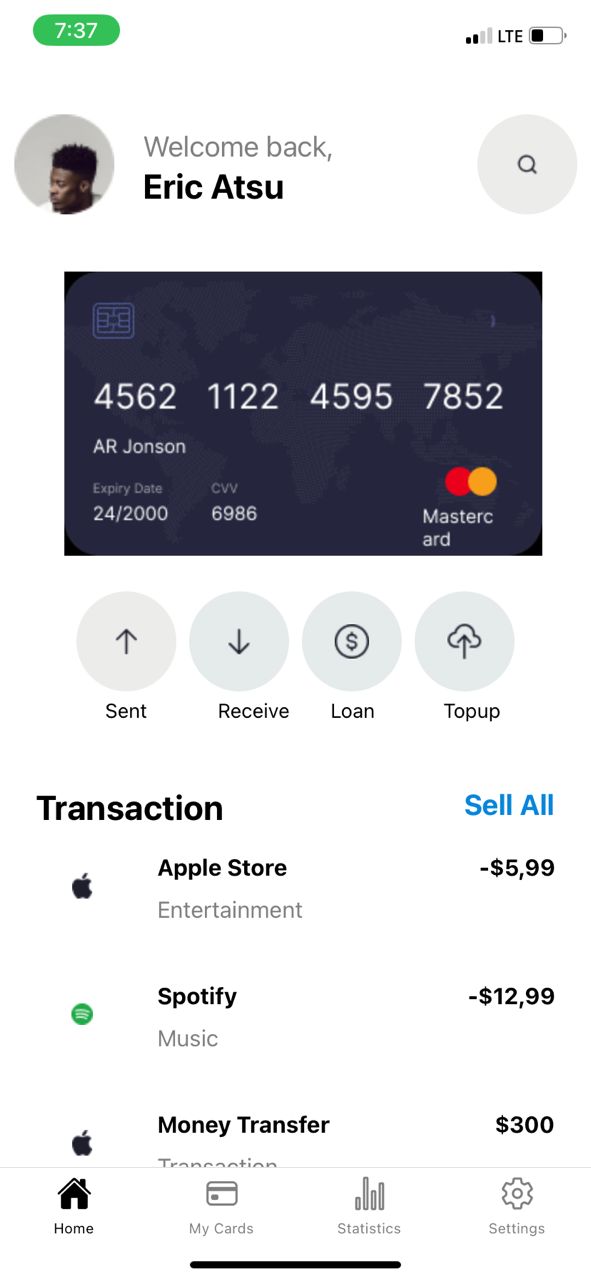 7:37
LTE
Welcome back,
Eric Atsu
4562 1122 4595 7852
AR Jonson
Expiry Date CVV
24/2000 6986
Masterc
ard
Sent Receive Loan Topup
Transaction Sell All
Apple Store -$5,99
Entertainment
Spotify -$12,99
Music
Money Transfer $300
Transaction
Home My Cards Statistics Settings